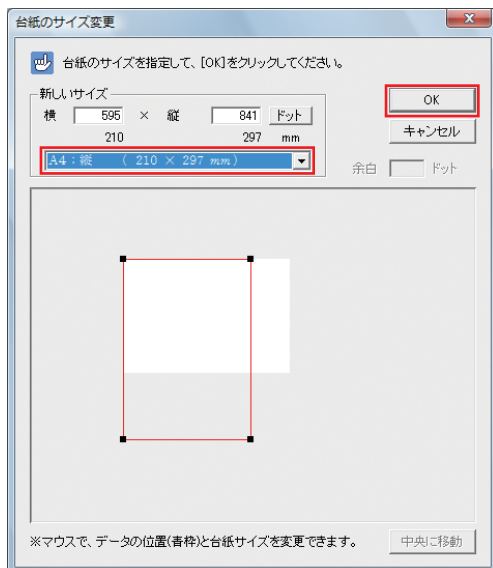 台紙のサイズ変更
台紙のサイズを指定して、[OK]をクリックしてください。
新しいサイズ
横 595 × 縦 841 ドット
210 297 mm
A4:縦 ( 210 × 297 mm)
OK
キャンセル
余白 ドット
※マウスで、データの位置(青枠)と台紙サイズを変更できます。
中央に移動